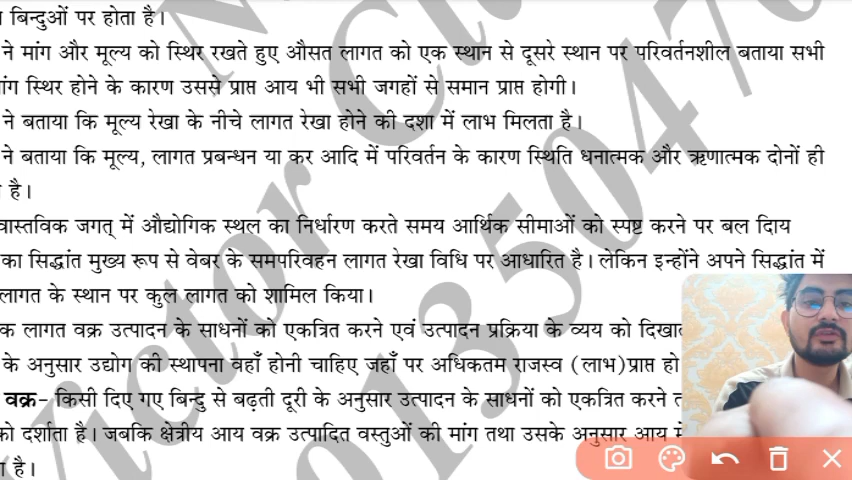 बिन्दुओं पर होता है।
ने मांग और मूल्य को स्थिर रखते हुए औसत लागत को एक स्थान से दूसरे स्थान पर परिवर्तनशील बताया सभी
स्थिर होने के कारण उससे प्राप्त आय भी सभी जगहों से समान प्राप्त होगी।
ने बताया कि मूल्य रेखा के नीचे लागत रेखा होने की दशा में लाभ मिलता है।
ने बताया कि मूल्य, लागत प्रबन्धन या कर आदि में परिवर्तन के कारण स्थिति धनात्मक और ऋणात्मक दोनों ही
है।
वास्तविक जगत् में औद्योगिक स्थल का निर्धारण करते समय आर्थिक सीमाओं को स्पष्ट करने पर बल दिाय
का सिद्धांत मुख्य रूप से वेबर के समपरिवहन लागत रेखा विधि पर आधारित है। लेकिन इन्होंने अपने सिद्धांत में
लागत के स्थान पर कुल लागत को शामिल किया।
क लागत वक्र उत्पादन के साधनों को एकत्रित करने एवं उत्पादन प्रक्रिया के व्यय को
के अनुसार उद्योग की स्थापना वहाँ होनी चाहिए जहाँ पर अधिकतम राजस्व (लाभ)प्राप्त हो
वक्र- किसी दिए गए बिन्दु से बढ़ती दूरी के अनुसार उत्पादन के साधनों को एकत्रित करने
को दर्शाता है। जबकि क्षेत्रीय आय वक्र उत्पादित वस्तुओं की मांग तथा उसके अनुसार आय
है।